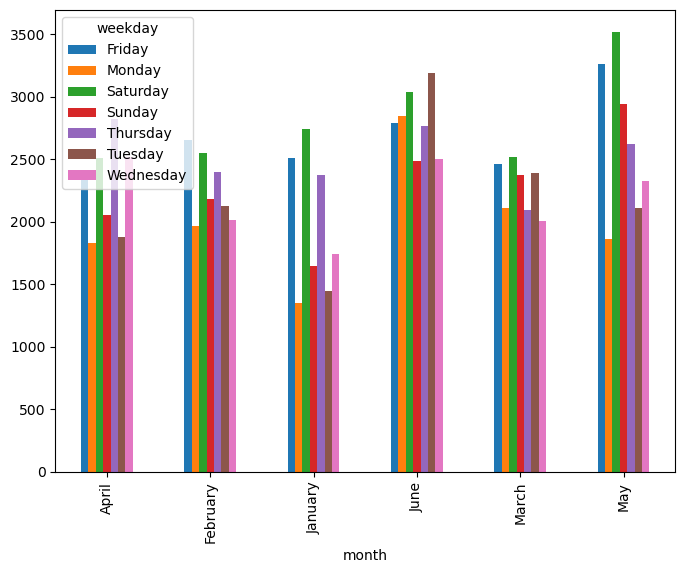 weekday
Friday
Monday
Saturday
Sunday
Thursday
Tuesday
Wednesday
3500
3000
2500
2000
1500
1000
500
0
April
February
January
June
March
May
month